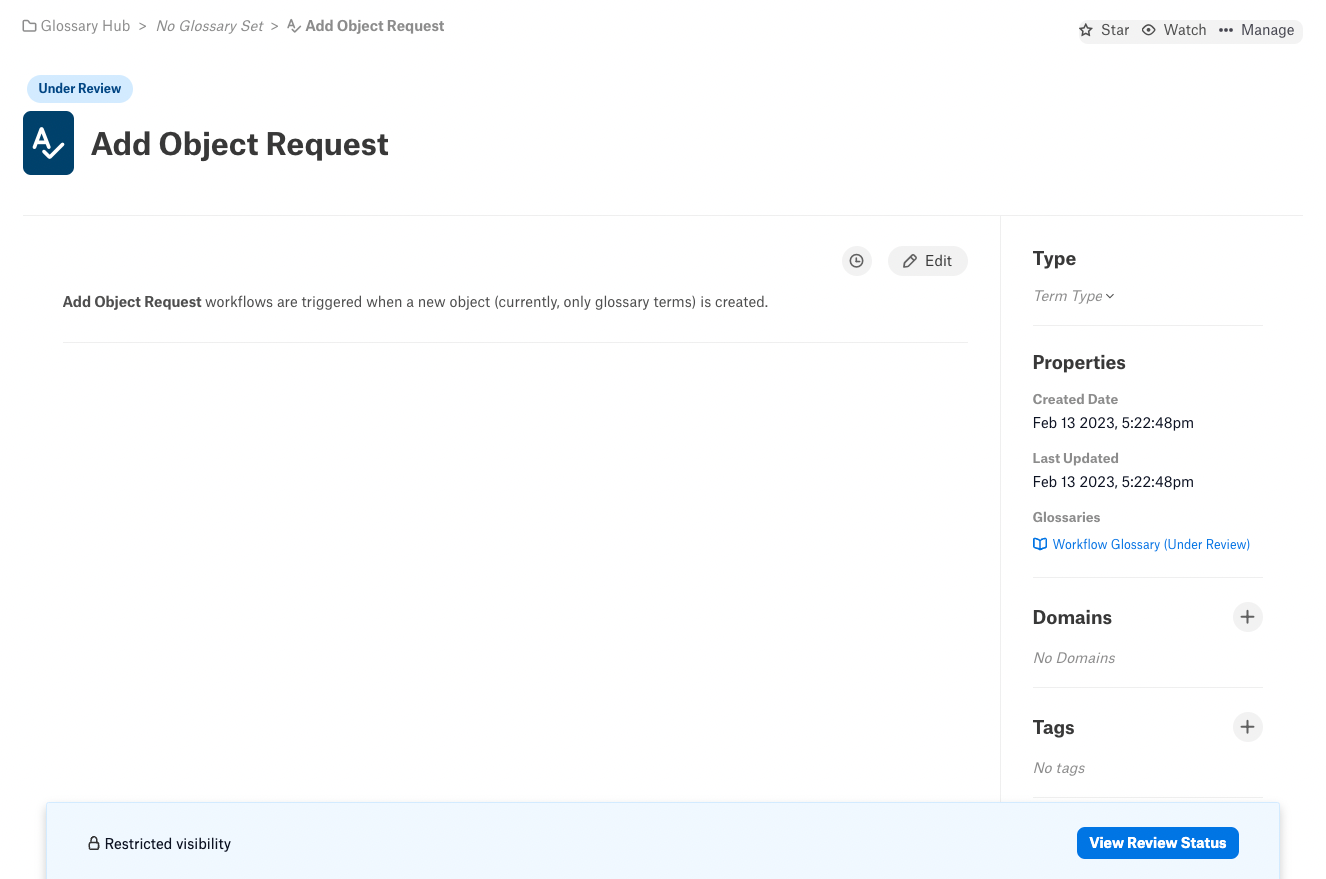 Glossary Hub > No Glossary Set > Add Object Request
Star Watch ••• Manage
Under Review
Add Object Request
Edit
Add Object Request workflows are triggered when a new object (currently, only glossary terms) is created.
Type
Term Type
Properties
Created Date
Feb 13 2023, 5:22:48pm
Last Updated
Feb 13 2023, 5:22:48pm
Glossaries
Workflow Glossary (Under Review)
Domains
No Domains
Tags
No tags
Restricted visibility
View Review Status